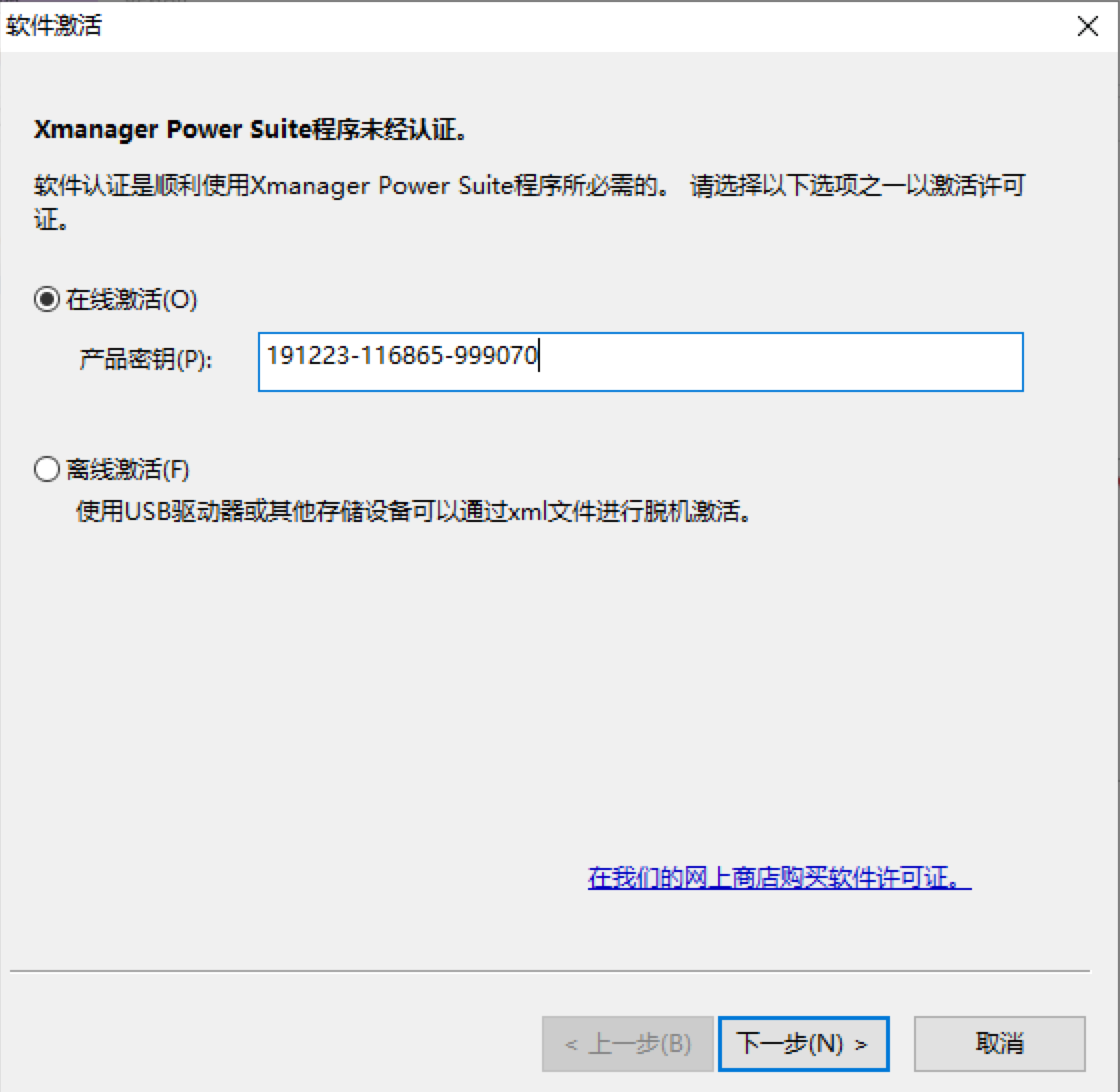 软件激活
Xmanager Power Suite程序未经认证。
软件认证是顺利使用Xmanager Power Suite程序所必需的。 请选择以下选项之一以激活许可
证。
在线激活(O)
产品密钥(P): 191223-116865-999070
离线激活(F)
使用USB驱动器或其他存储设备可以通过xml文件进行脱机激活。
在我们的网上商店购买软件许可证。
< 上一步(B) 下一步(N) > 取消